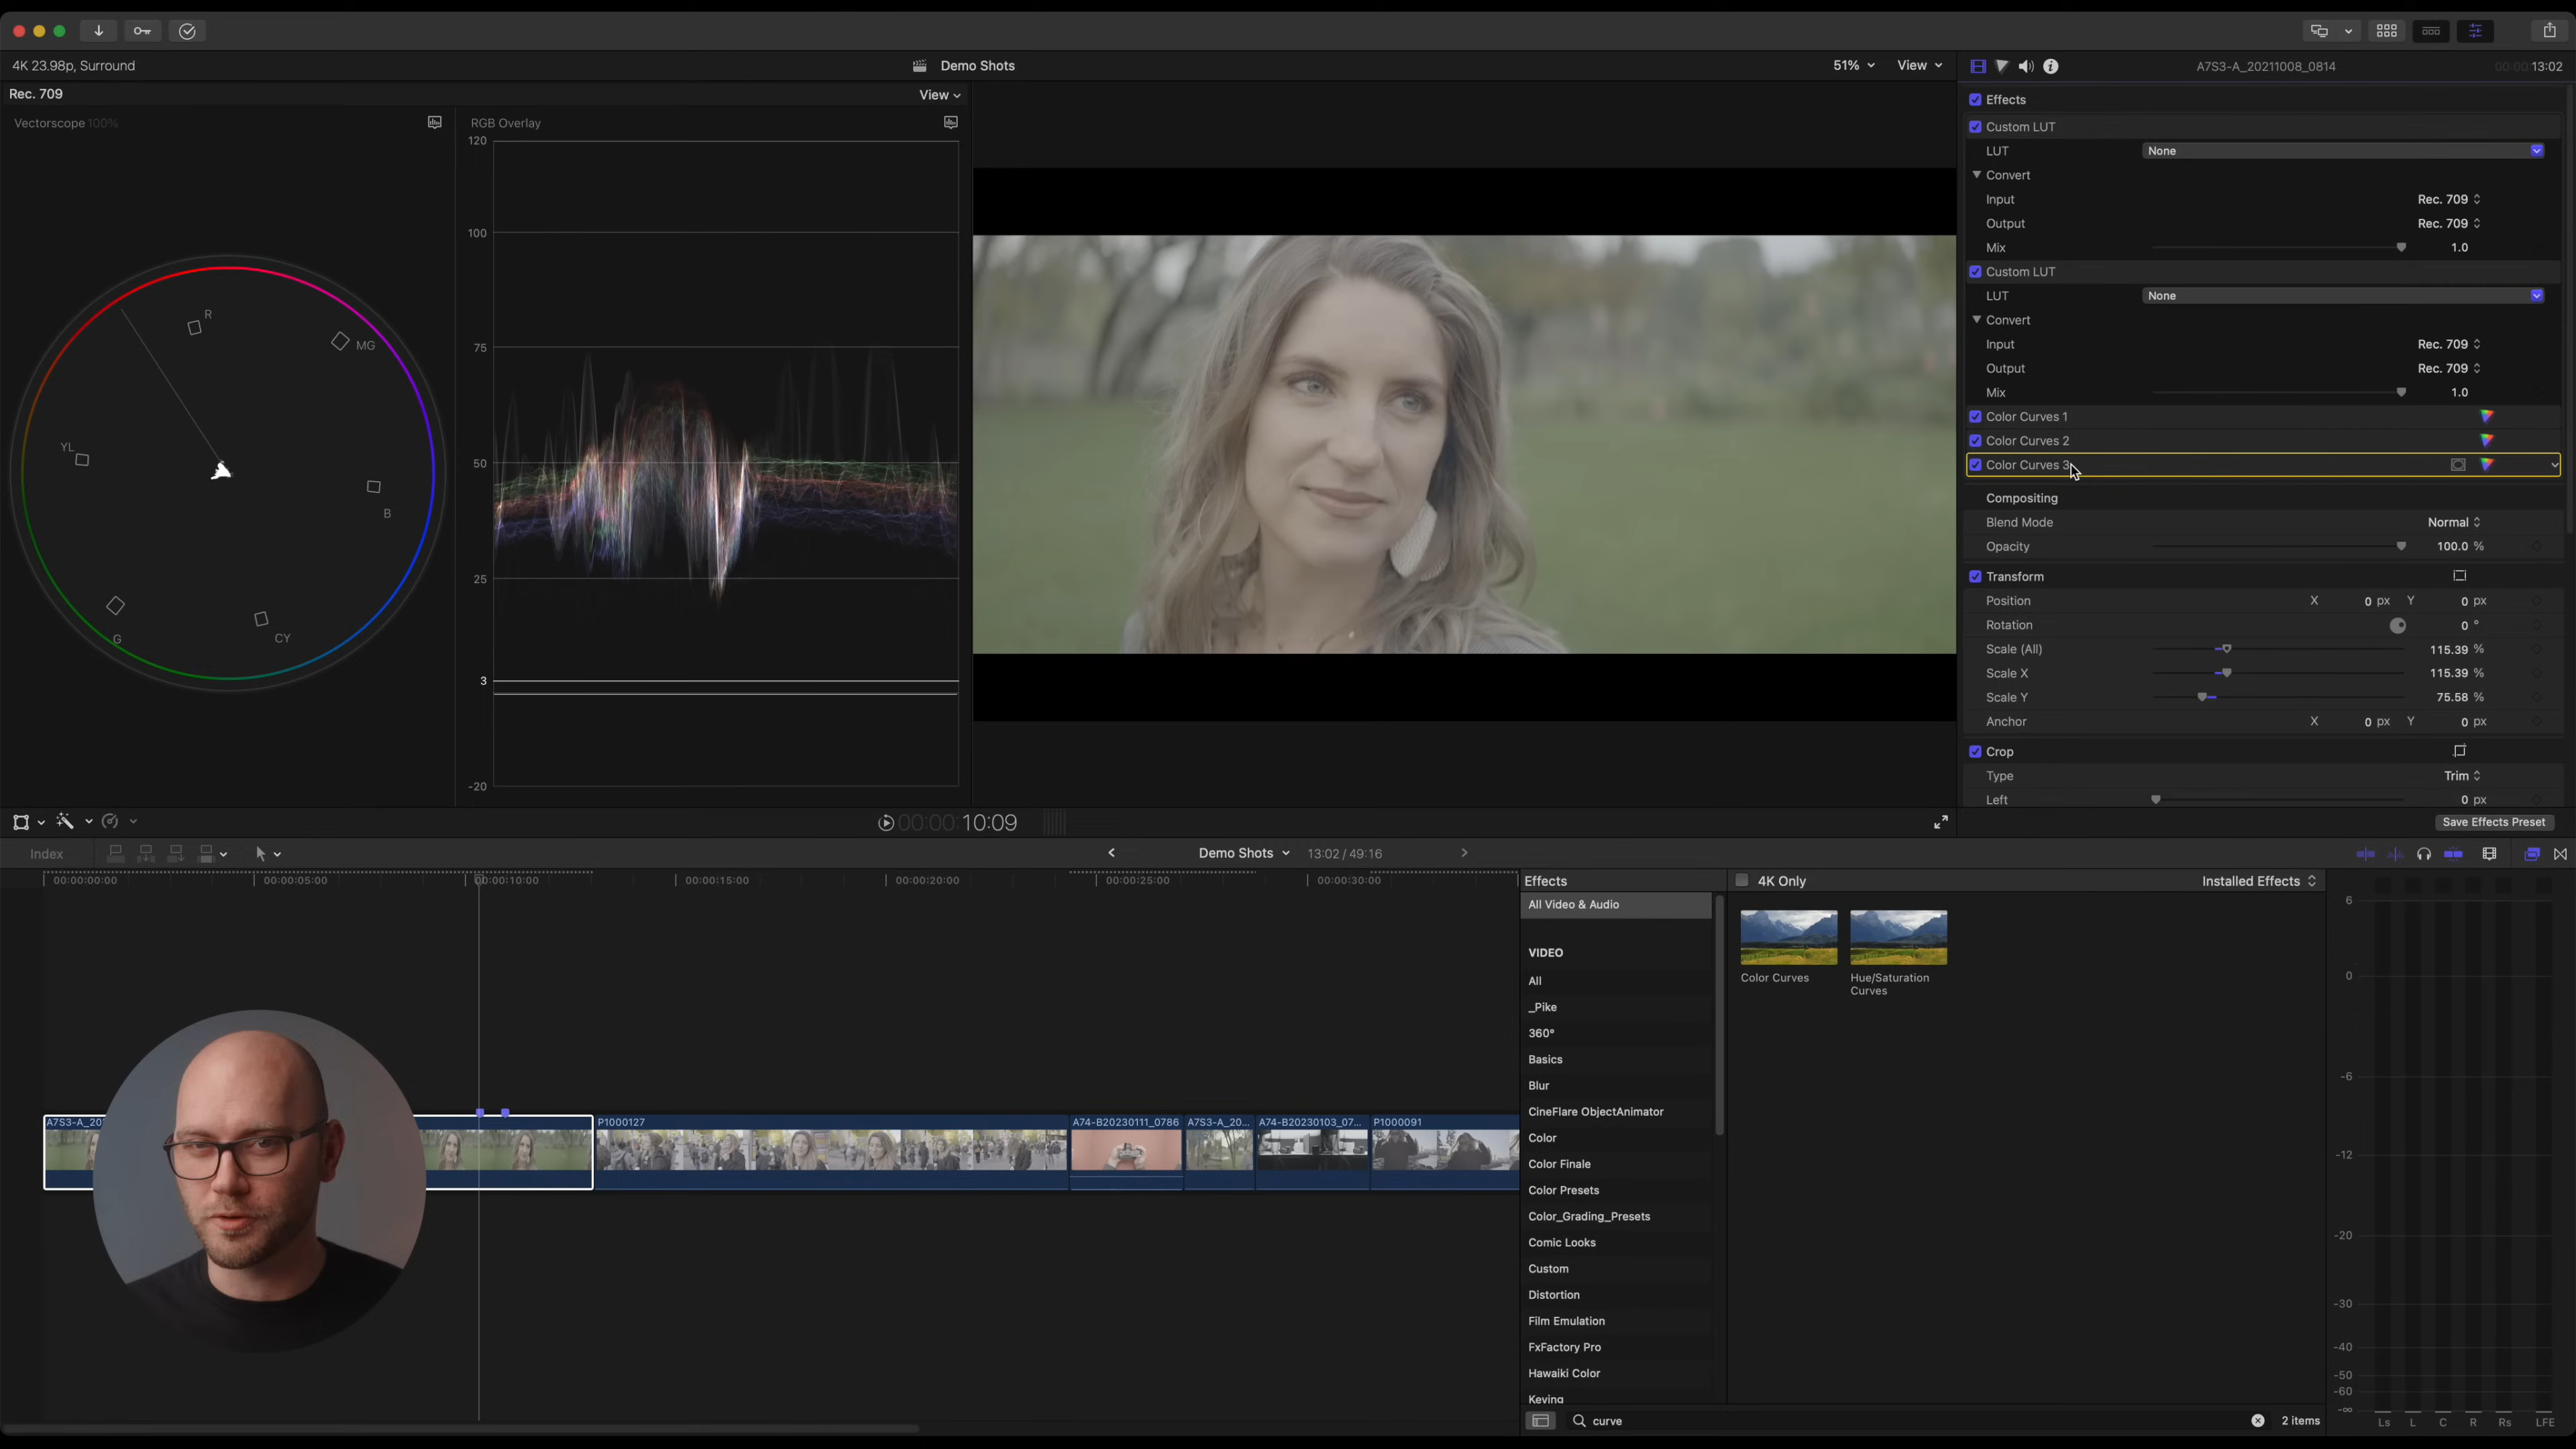 4K 23.98p, Surround
Demo Shots
51%
View
A7S3-A_20211008_0814
00:00:13:02
Rec. 709
View
Vectorscope 100%
RGB Overlay
R
MG
YL
B
G
CY
120
100
75
50
25
3
-20
Effects
Custom LUT
LUT
None
Convert
Input
Rec. 709
Output
Rec. 709
Mix
1.0
Custom LUT
LUT
None
Convert
Input
Rec. 709
Output
Rec. 709
Mix
1.0
Color Curves 1
Color Curves 2
Color Curves 3
Compositing
Blend Mode
Normal
Opacity
100.0 %
Transform
Position
X 0 px Y 0 px
Rotation
0 °
Scale (All)
115.39 %
Scale X
115.39 %
Scale Y
75.58 %
Anchor
X 0 px Y 0 px
Crop
Type
Trim
Left
0 px
00:00:10:09
Save Effects Preset
Index
Demo Shots
13:02 / 49:16
00:00:00:00
00:00:05:00
00:00:10:00
00:00:15:00
00:00:20:00
00:00:25:00
00:00:30:00
A7S3-A_20
P1000127
A74-B20230111_0786
A7S3-A_20...
A74-B20230103_07...
P1000091
Effects
4K Only
Installed Effects
All Video & Audio
VIDEO
All
_Pike
360°
Basics
Blur
CineFlare ObjectAnimator
Color
Color Finale
Color Presets
Color_Grading_Presets
Comic Looks
Custom
Distortion
Film Emulation
FxFactory Pro
Hawaiki Color
Keying
Color Curves
Hue/Saturation
Curves
curve
2 items
6
0
-6
-12
-20
-30
-40
-50
-60
-∞
Ls
L
C
R
Rs
LFE